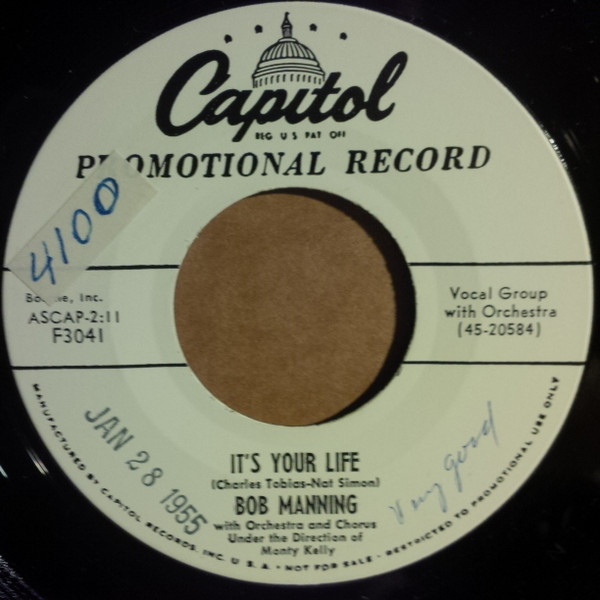 Capitol
REG U S PAT OFF
PROMOTIONAL RECORD
4100
Inc.
ASCAP-2:11
F3041
Vocal Group
with Orchestra
(45-20584)
JAN 28 1955
Very good
IT'S YOUR LIFE
(Charles Tobias-Nat Simon)
BOB MANNING
with Orchestra and Chorus
Under the Direction of
Monty Kelly
MANUFACTURED BY CAPITOL RECORDS, INC. U. S. A. • NOT FOR SALE - RESTRICTED TO PROMOTIONAL USE ONLY